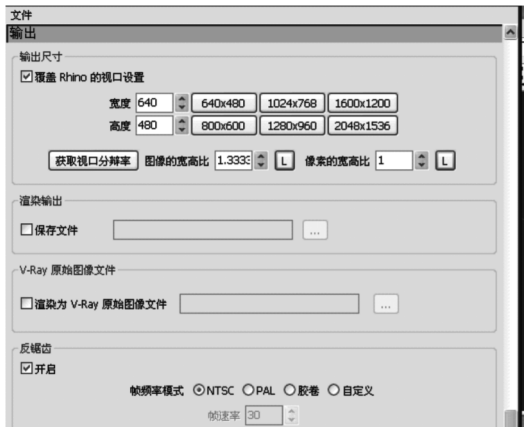 文件
输出
输出尺寸
覆盖 Rhino 的视口设置
宽度 640 640x480 1024x768 1600x1200
高度 480 800x600 1280x960 2048x1536
获取视口分辩率 图像的宽高比 1.3333 L 像素的宽高比 1 L
渲染输出
保存文件 ...
V-Ray 原始图像文件
渲染为 V-Ray 原始图像文件 ...
反锯齿
开启
帧频率模式 NTSC PAL 胶卷 自定义
帧速率 30